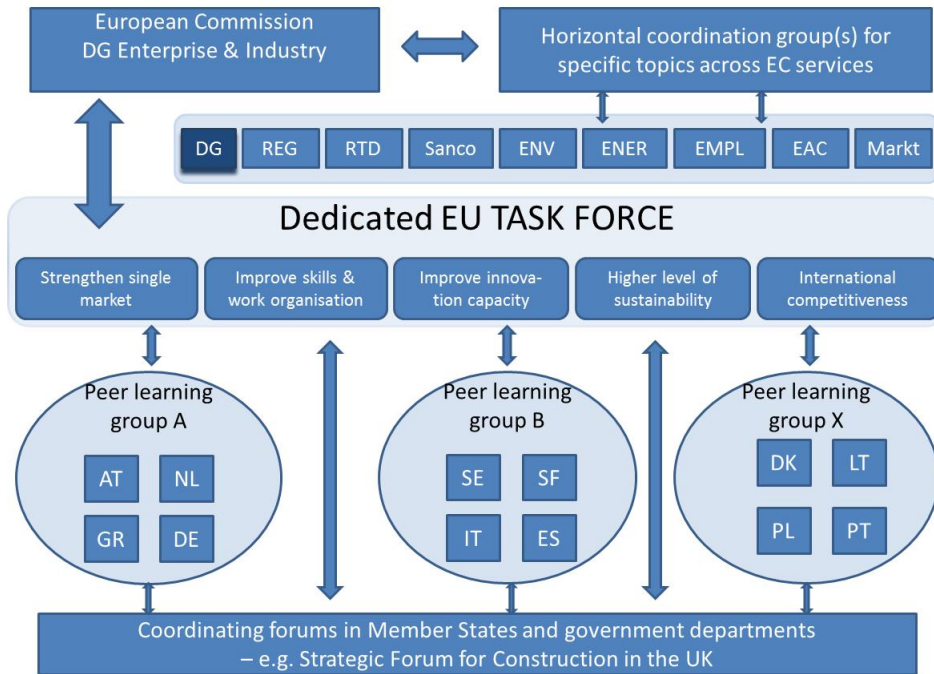 European Commission
DG Enterprise & Industry
Horizontal coordination group(s) for
specific topics across EC services
DG REG RTD Sanco ENV ENER EMPL EAC Markt
Dedicated EU TASK FORCE
Strengthen single
market
Improve skills &
work organisation
Improve innova-
tion capacity
Higher level of
sustainability
International
competitiveness
Peer learning
group A
AT NL
GR DE
Peer learning
group B
SE SF
IT ES
Peer learning
group X
DK LT
PL PT
Coordinating forums in Member States and government departments
– e.g. Strategic Forum for Construction in the UK